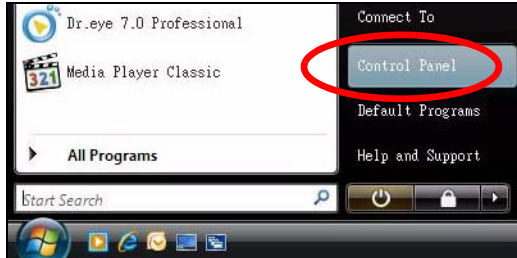 Dr.eye 7.0 Professional
321
Media Player Classic
All Programs
Start Search
Connect To
Control Panel
Default Programs
Help and Support